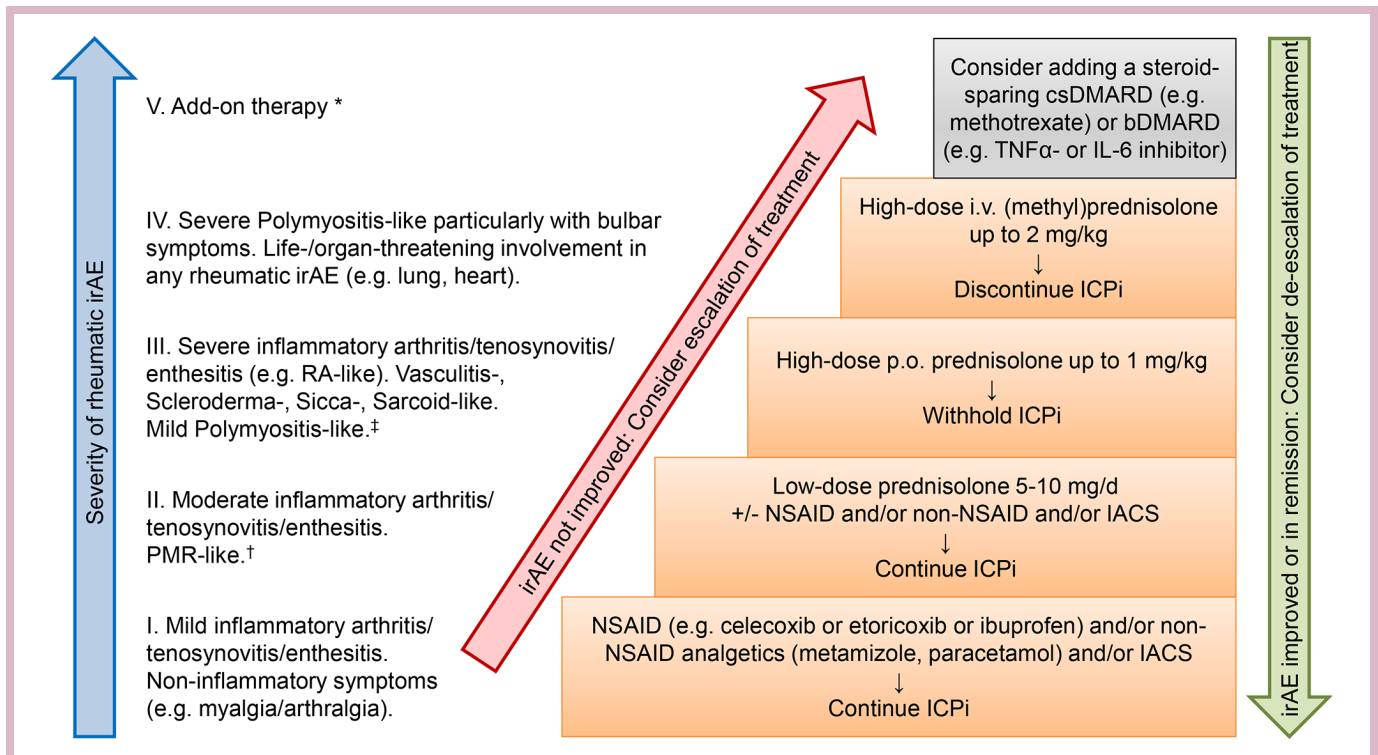 Severity of rheumatic irAE
V. Add-on therapy *
IV. Severe Polymyositis-like particularly with bulbar
symptoms. Life-/organ-threatening involvement in
any rheumatic irAE (e.g. lung, heart).
III. Severe inflammatory arthritis/tenosynovitis/
enthesitis (e.g. RA-like). Vasculitis-,
Scleroderma-, Sicca-, Sarcoid-like.
Mild Polymyositis-like.‡
II. Moderate inflammatory arthritis/
tenosynovitis/enthesitis.
PMR-like.†
I. Mild inflammatory arthritis/
tenosynovitis/enthesitis.
Non-inflammatory symptoms
(e.g. myalgia/arthralgia).
irAE not improved: Consider escalation of treatment
Consider adding a steroid-
sparing csDMARD (e.g.
methotrexate) or bDMARD
(e.g. TNFα- or IL-6 inhibitor)
High-dose i.v. (methyl)prednisolone
up to 2 mg/kg
↓
Discontinue ICPi
High-dose p.o. prednisolone up to 1 mg/kg
↓
Withhold ICPi
Low-dose prednisolone 5-10 mg/d
+/- NSAID and/or non-NSAID and/or IACS
↓
Continue ICPi
NSAID (e.g. celecoxib or etoricoxib or ibuprofen) and/or non-
NSAID analgetics (metamizole, paracetamol) and/or IACS
↓
Continue ICPi
irAE improved or in remission: Consider de-escalation of treatment